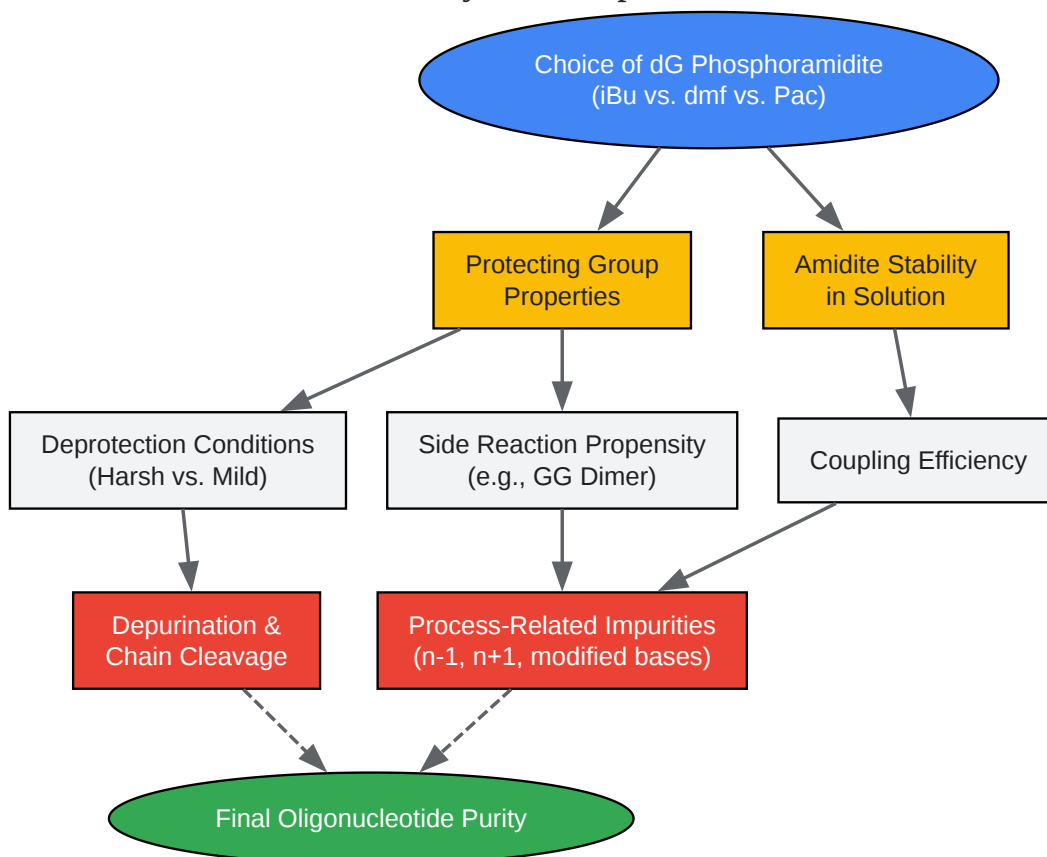 Choice of dG Phosphoramidite
(iBu vs. dmf vs. Pac)
Protecting Group
Properties
Amidite Stability
in Solution
Deprotection Conditions
(Harsh vs. Mild)
Side Reaction Propensity
(e.g., GG Dimer)
Coupling Efficiency
Depurination &
Chain Cleavage
Process-Related Impurities
(n-1, n+1, modified bases)
Final Oligonucleotide Purity